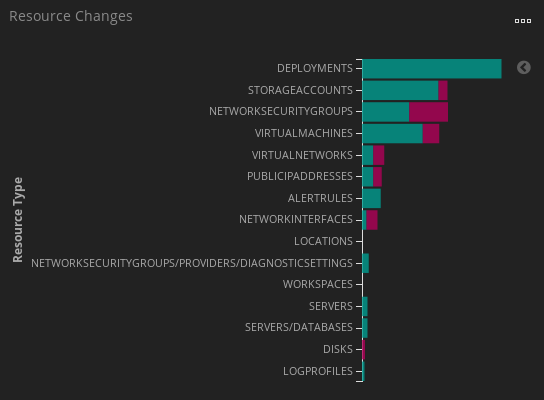 Resource Changes
Resource Type
DEPLOYMENTS
STORAGEACCOUNTS
NETWORKSECURITYGROUPS
VIRTUALMACHINES
VIRTUALNETWORKS
PUBLICIPADDRESSES
ALERTRULES
NETWORKINTERFACES
LOCATIONS
NETWORKSECURITYGROUPS/PROVIDERS/DIAGNOSTICSETTINGS
WORKSPACES
SERVERS
SERVERS/DATABASES
DISKS
LOGPROFILES